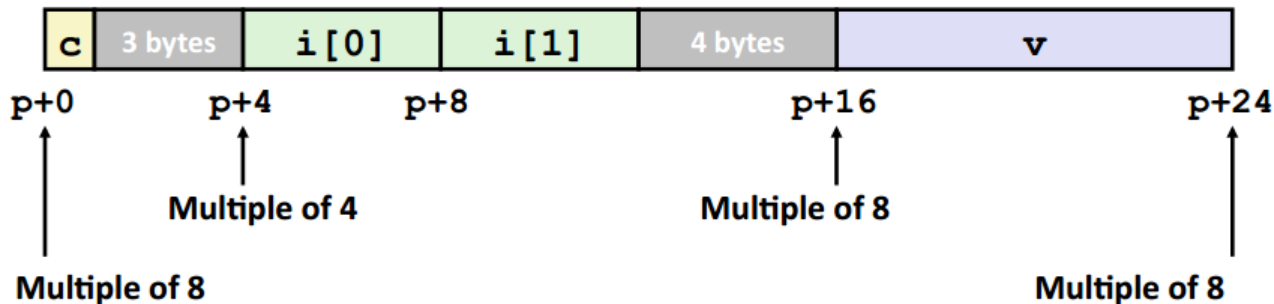 c 3 bytes i[0] i[1] 4 bytes v
p+0 p+4 p+8 p+16 p+24
Multiple of 4 Multiple of 8
Multiple of 8 Multiple of 8